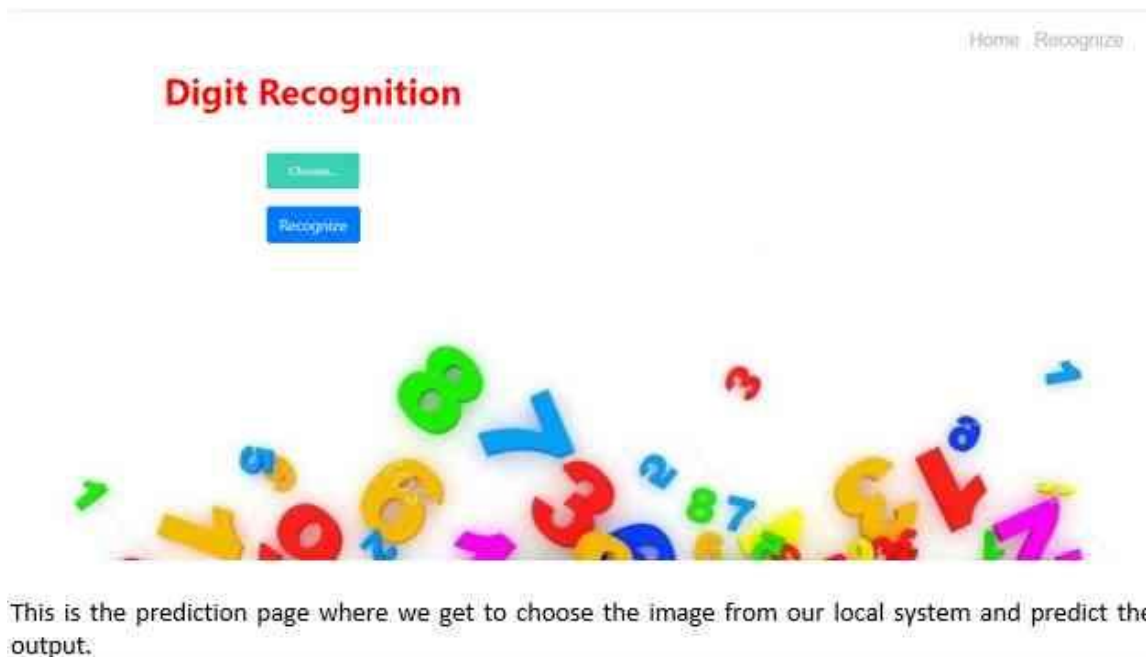 Home Recognize
Digit Recognition
Choose...
Recognize
This is the prediction page where we get to choose the image from our local system and predict the
output.